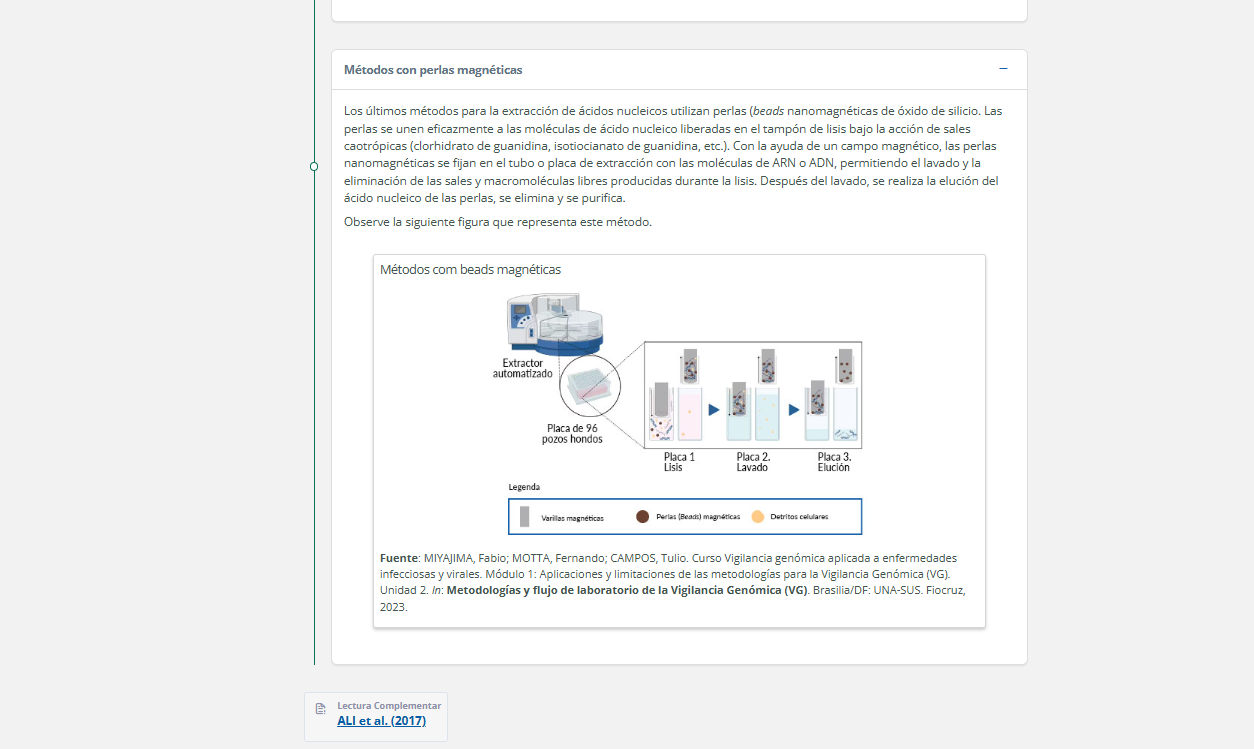 Métodos con perlas magnéticas
Los últimos métodos para la extracción de ácidos nucleicos utilizan perlas (beads nanomagnéticas de óxido de silicio. Las
perlas se unen eficazmente a las moléculas de ácido nucleico liberadas en el tampón de lisis bajo la acción de sales
caotrópicas (clorhidrato de guanidina, isotiocianato de guanidina, etc.). Con la ayuda de un campo magnético, las perlas
nanomagnéticas se fijan en el tubo o placa de extracción con las moléculas de ARN o ADN, permitiendo el lavado y la
eliminación de las sales y macromoléculas libres producidas durante la lisis. Después del lavado, se realiza la elución del
ácido nucleico de las perlas, se elimina y se purifica.
Observe la siguiente figura que representa este método.
Métodos com beads magnéticas
Extractor
automatizado
Placa de 96
pozos hondos
Placa 1
Lisis
Placa 2.
Lavado
Placa 3.
Elución
Legenda
Varillas magnéticas
Perlas (Beads) magnéticas
Detritos celulares
Fuente: MIYAJIMA, Fabio; MOTTA, Fernando; CAMPOS, Tulio. Curso Vigilancia genómica aplicada a enfermedades
infecciosas y virales. Módulo 1: Aplicaciones y limitaciones de las metodologías para la Vigilancia Genómica (VG).
Unidad 2. In: Metodologías y flujo de laboratorio de la Vigilancia Genómica (VG). Brasilia/DF: UNA-SUS. Fiocruz,
2023.
Lectura Complementar
ALI et al. (2017)